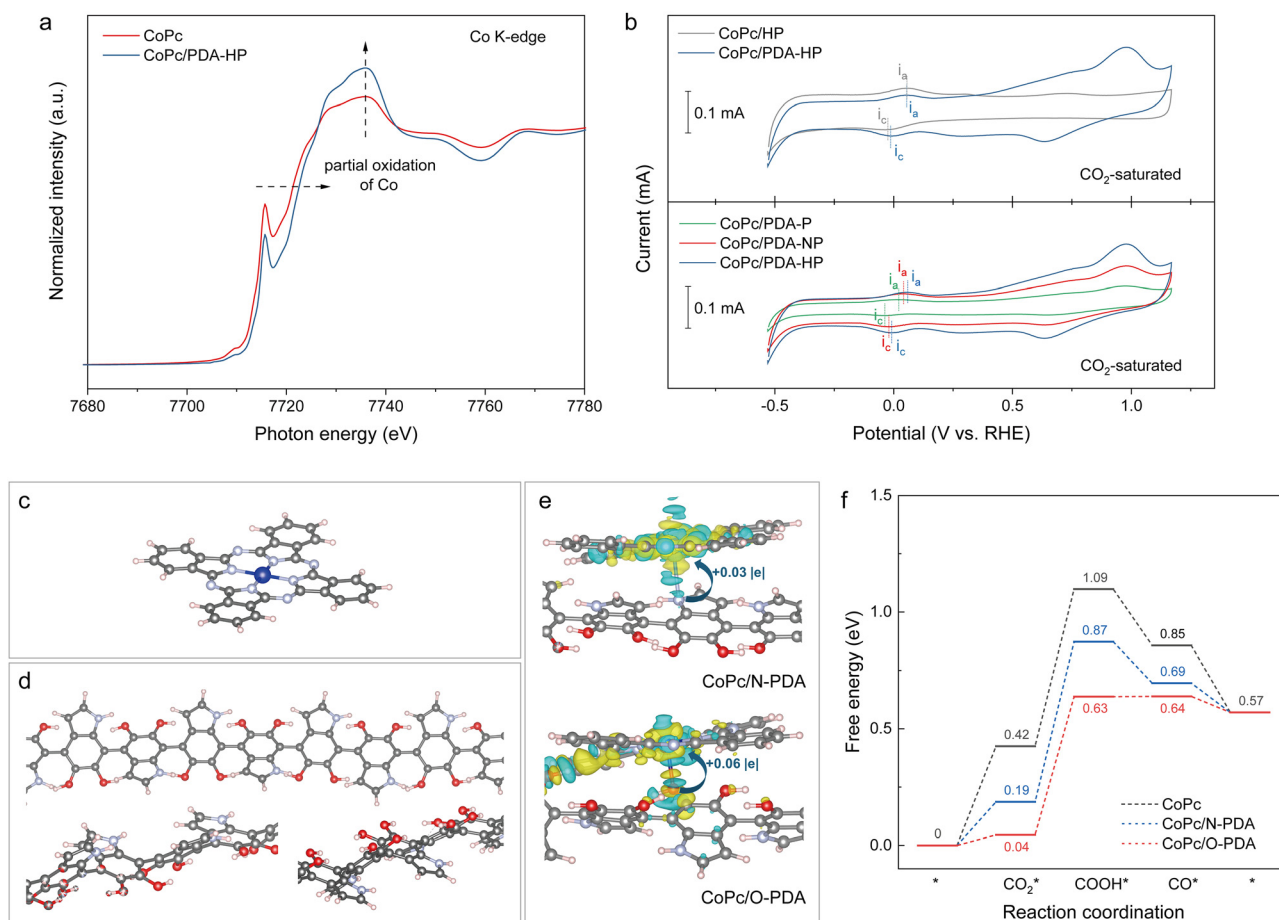 a
CoPc
CoPc/PDA-HP
Co K-edge
partial oxidation
of Co
Normalized intensity (a.u.)
7680
7700
7720
7740
7760
7780
Photon energy (eV)
b
CoPc/HP
CoPc/PDA-HP
0.1 mA
iₐ
iₐ
i꜀
i꜀
CO₂-saturated
CoPc/PDA-P
CoPc/PDA-NP
CoPc/PDA-HP
0.1 mA
iₐ
iₐ
iₐ
i꜀
i꜀
i꜀
CO₂-saturated
Current (mA)
-0.5
0.0
0.5
1.0
Potential (V vs. RHE)
c
d
e
+0.03 |e|
CoPc/N-PDA
+0.06 |e|
CoPc/O-PDA
f
1.5
1.0
0.5
0.0
Free energy (eV)
0
0.42
0.19
0.04
1.09
0.87
0.63
0.85
0.69
0.64
0.57
CoPc
CoPc/N-PDA
CoPc/O-PDA
*
CO₂*
COOH*
CO*
*
Reaction coordination